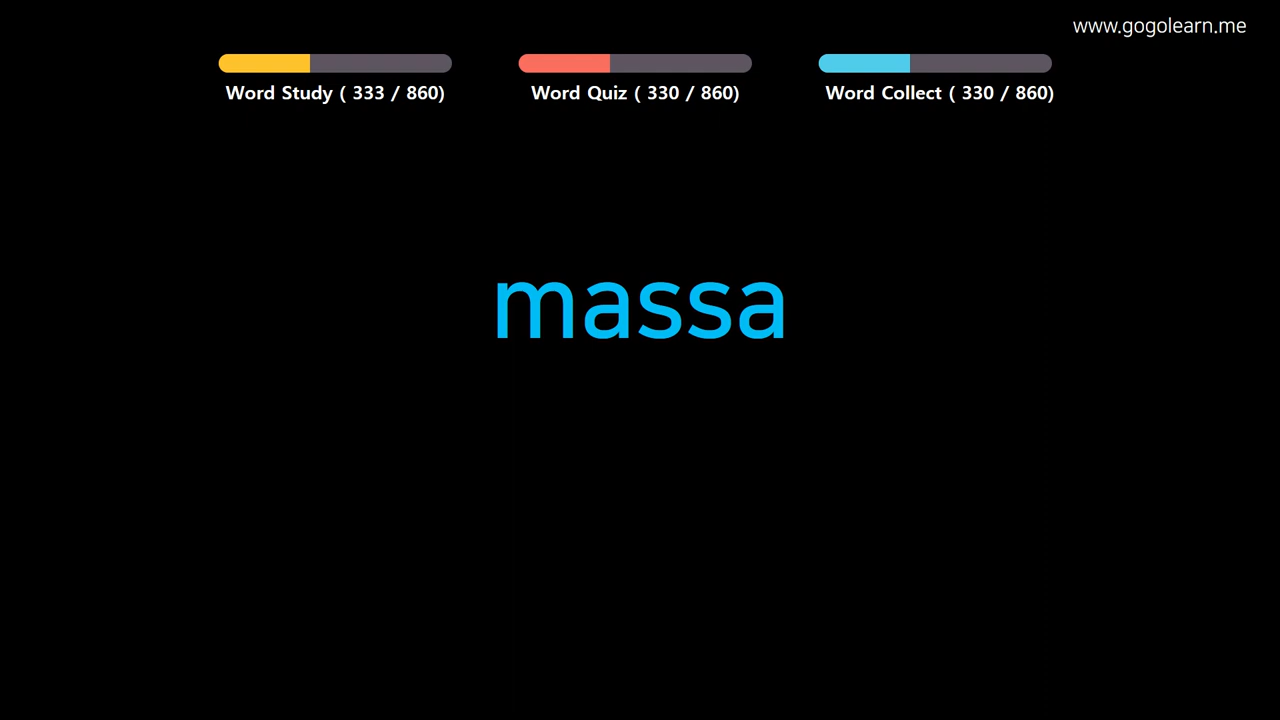 www.gogolearn.me
Word Study ( 333 / 860)
Word Quiz ( 330 / 860)
Word Collect ( 330 / 860)
massa